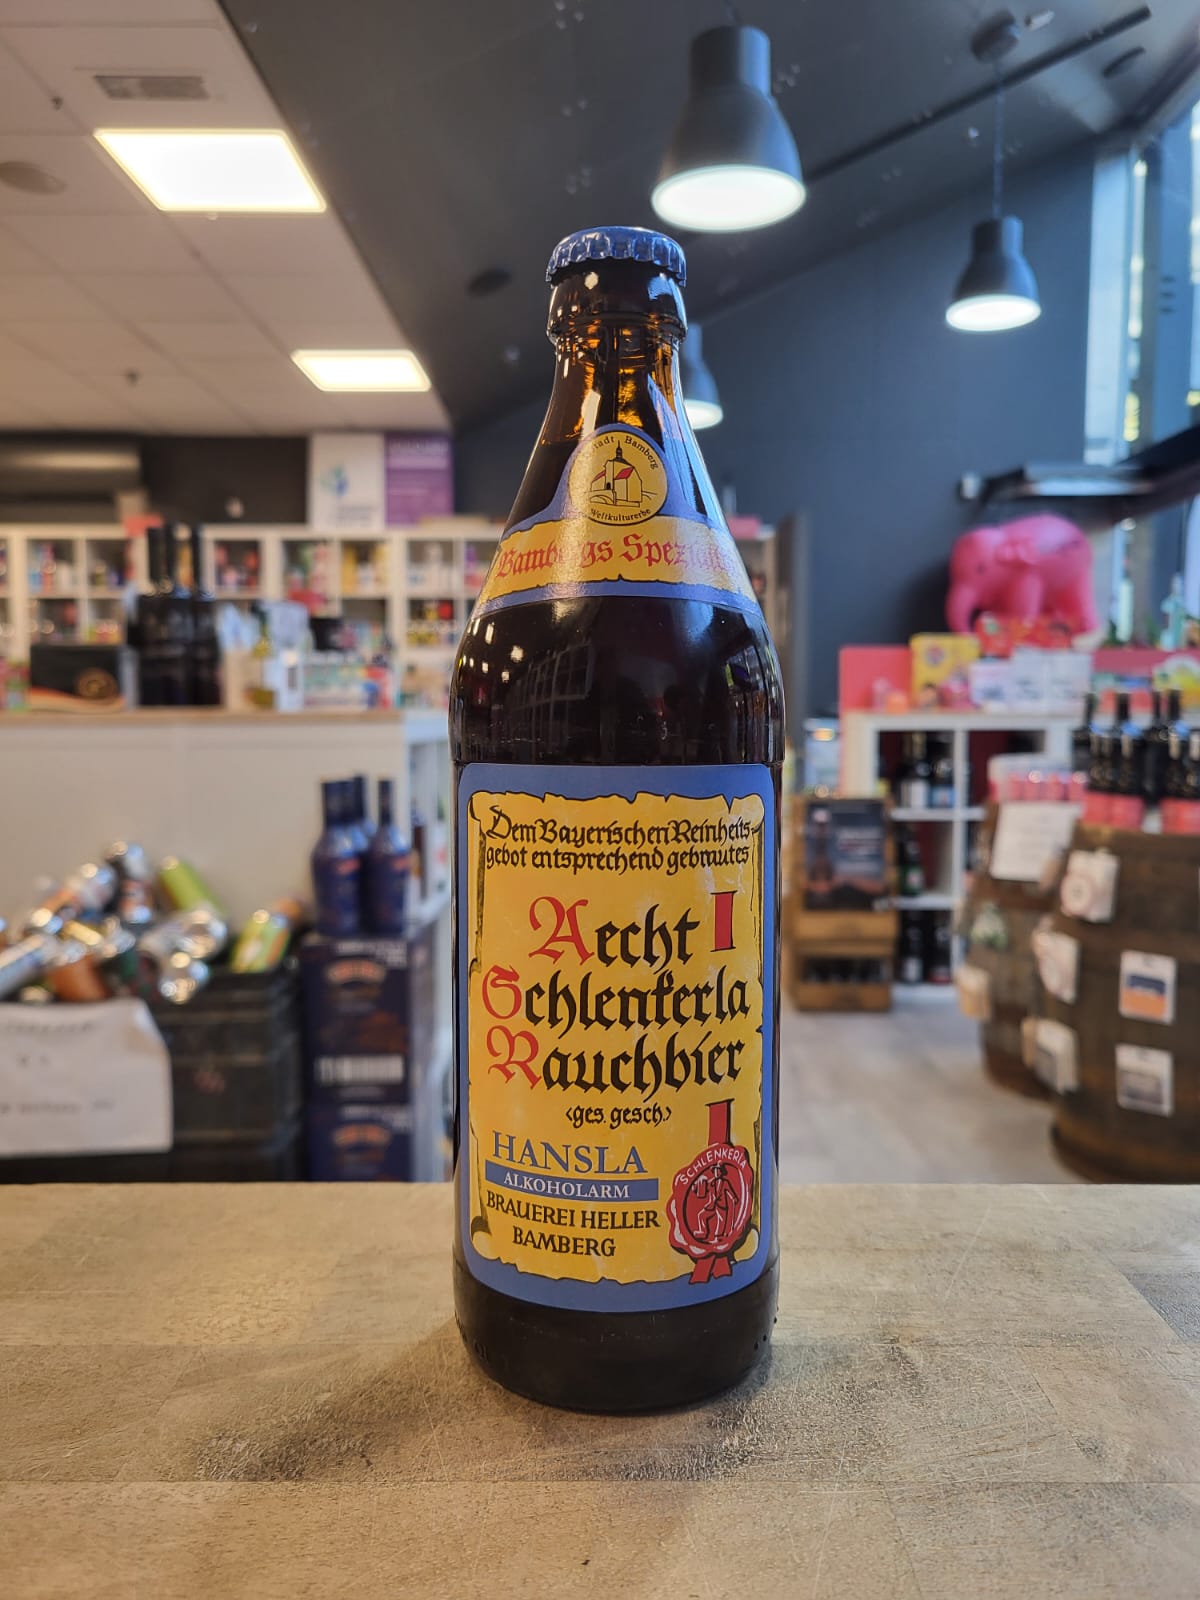 Stadt Bamberg
Weltkulturerbe
Bambergs Spezialität
Dem Bayerischen Reinheits-
gebot entsprechend gebrautes
Aecht
Schlenkerla
Rauchbier
<ges. gesch.>
HANSLA
ALKOHOLARM
BRAUEREI HELLER
BAMBERG
SCHLENKERLA